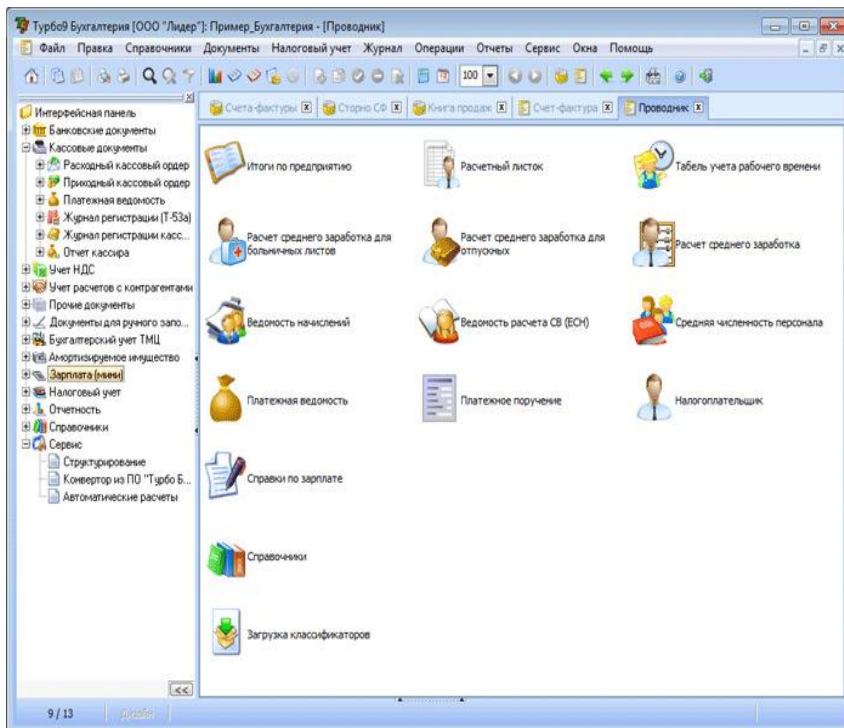 Турбо9 Бухгалтерия [ООО "Лидер"]: Пример_Бухгалтерия - [Проводник]
Файл Правка Справочники Документы Налоговый учет Журнал Операции Отчеты Сервис Окна Помощь
100
Счета-фактуры Сторно СФ Книга продаж Счет-фактура Проводник
Интерфейсная панель
Банковские документы
Кассовые документы
Расходный кассовый ордер
Приходный кассовый ордер
Платежная ведомость
Журнал регистрации (Т-53а)
Журнал регистрации касс...
Отчет кассира
Учет НДС
Учет расчетов с контрагентами
Прочие документы
Документы для ручного запо...
Бухгалтерский учет ТМЦ
Амортизируемое имущество
Зарплата (мини)
Налоговый учет
Отчетность
Справочники
Сервис
Структурирование
Конвертор из ПО "Турбо Б...
Автоматические расчеты
<<
Итоги по предприятию
Расчетный листок
Табель учета рабочего времени
Расчет среднего заработка для
больничных листов
Расчет среднего заработка для
отпускных
Расчет среднего заработка
Ведомость начислений
Ведомость расчета СВ (ЕСН)
Средняя численность персонала
Платежная ведомость
Платежное поручение
Налогоплательщик
Справки по зарплате
Справочники
Загрузка классификаторов
9 / 13 Дизайн